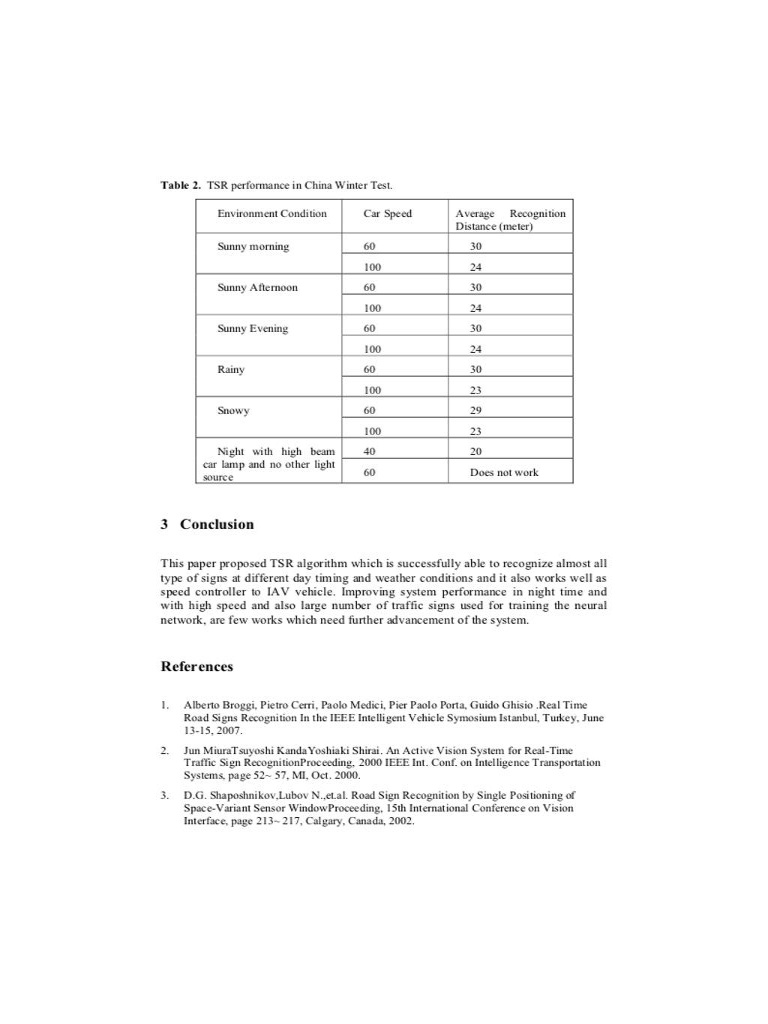 Table 2. TSR performance in China Winter Test.
Environment Condition Car Speed Average Recognition
Distance (meter)
Sunny morning 60 30
100 24
Sunny Afternoon 60 30
100 24
Sunny Evening 60 30
100 24
Rainy 60 30
100 23
Snowy 60 29
100 23
Night with high beam 40 20
car lamp and no other light
source 60 Does not work
3 Conclusion
This paper proposed TSR algorithm which is successfully able to recognize almost all
type of signs at different day timing and weather conditions and it also works well as
speed controller to IAV vehicle. Improving system performance in night time and
with high speed and also large number of traffic signs used for training the neural
network, are few works which need further advancement of the system.
References
1. Alberto Broggi, Pietro Cerri, Paolo Medici, Pier Paolo Porta, Guido Ghisio .Real Time
Road Signs Recognition In the IEEE Intelligent Vehicle Symosium Istanbul, Turkey, June
13-15, 2007.
2. Jun MiuraTsuyoshi KandaYoshiaki Shirai. An Active Vision System for Real-Time
Traffic Sign RecognitionProceeding, 2000 IEEE Int. Conf. on Intelligence Transportation
Systems, page 52~ 57, MI, Oct. 2000.
3. D.G. Shaposhnikov,Lubov N.,et.al. Road Sign Recognition by Single Positioning of
Space-Variant Sensor WindowProceeding, 15th International Conference on Vision
Interface, page 213~ 217, Calgary, Canada, 2002.